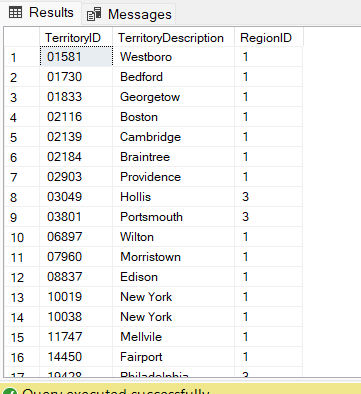 Results Messages
TerritoryID TerritoryDescription RegionID
1 01581 Westboro 1
2 01730 Bedford 1
3 01833 Georgetow 1
4 02116 Boston 1
5 02139 Cambridge 1
6 02184 Braintree 1
7 02903 Providence 1
8 03049 Hollis 3
9 03801 Portsmouth 3
10 06897 Wilton 1
11 07960 Morristown 1
12 08837 Edison 1
13 10019 New York 1
14 10038 New York 1
15 11747 Mellvile 1
16 14450 Fairport 1
17 19428 Philadelphia 3
Query executed successfully